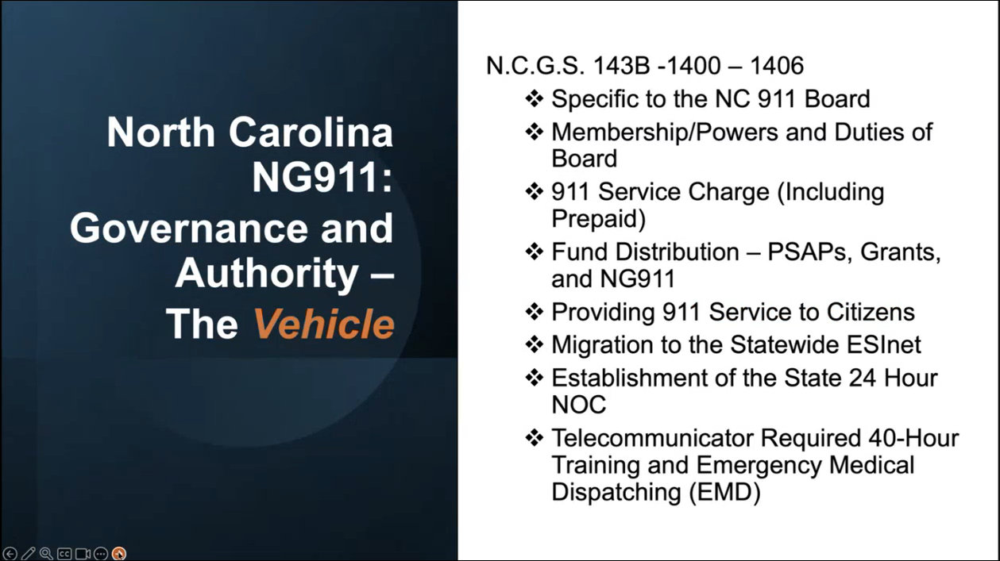 North Carolina
NG911:
Governance and
Authority –
The Vehicle
N.C.G.S. 143B -1400 – 1406
❖ Specific to the NC 911 Board
❖ Membership/Powers and Duties of
Board
❖ 911 Service Charge (Including
Prepaid)
❖ Fund Distribution – PSAPs, Grants,
and NG911
❖ Providing 911 Service to Citizens
❖ Migration to the Statewide ESInet
❖ Establishment of the State 24 Hour
NOC
❖ Telecommunicator Required 40-Hour
Training and Emergency Medical
Dispatching (EMD)
CC